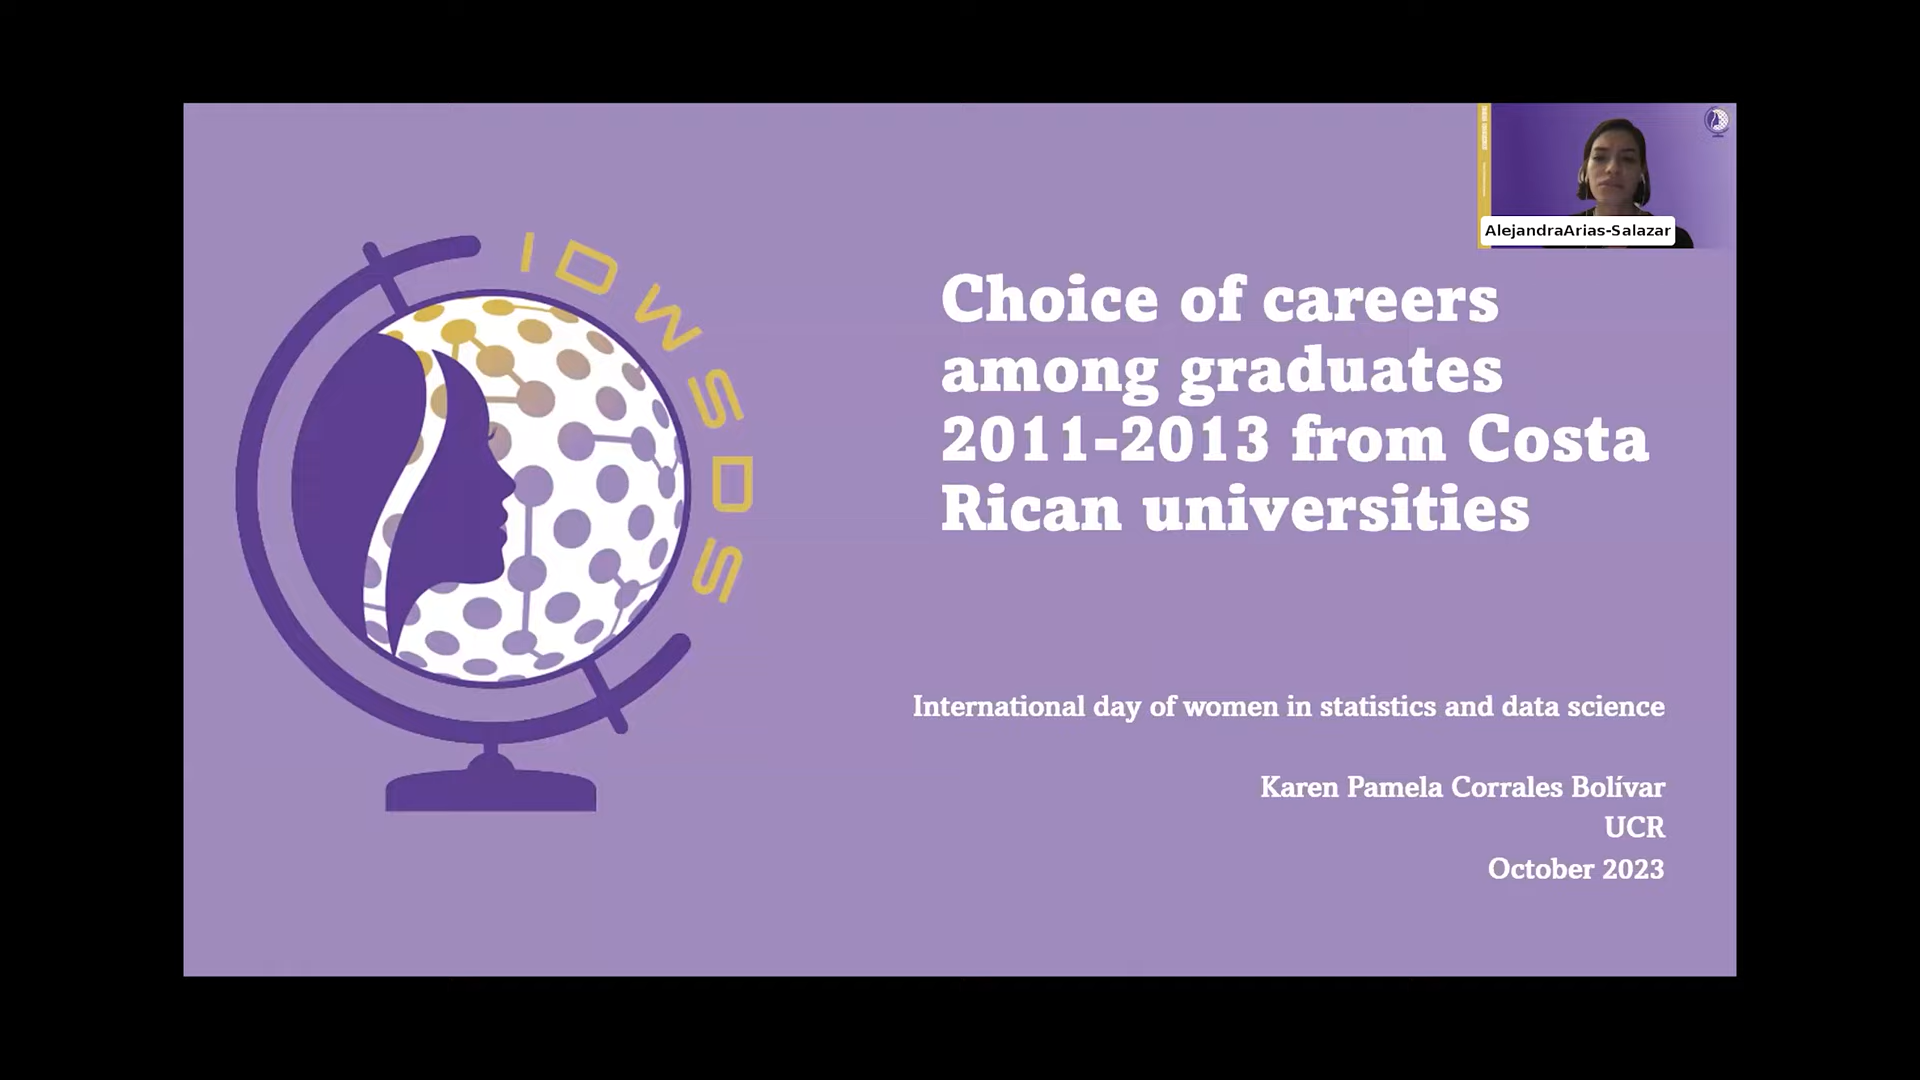 AlejandraArias-Salazar
IDWSDS
Choice of careers
among graduates
2011-2013 from Costa
Rican universities
International day of women in statistics and data science
Karen Pamela Corrales Bolívar
UCR
October 2023